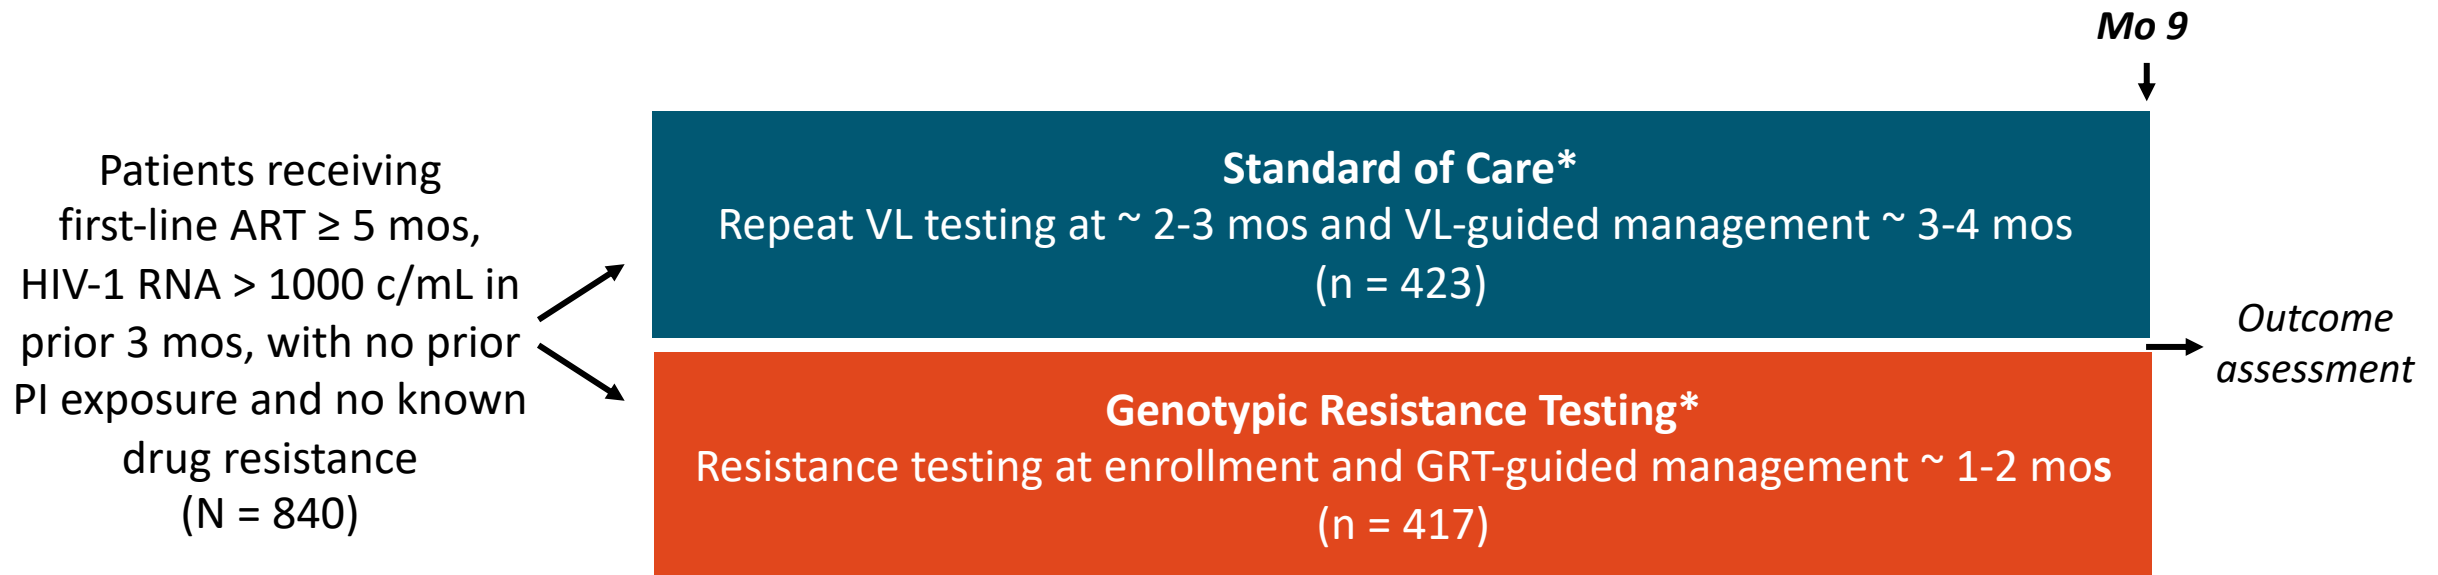 Mo 9
Patients receiving
first-line ART ≥ 5 mos,
HIV-1 RNA > 1000 c/mL in
prior 3 mos, with no prior
PI exposure and no known
drug resistance
(N = 840)
Standard of Care*
Repeat VL testing at ~ 2-3 mos and VL-guided management ~ 3-4 mos
(n = 423)
Genotypic Resistance Testing*
Resistance testing at enrollment and GRT-guided management ~ 1-2 mos
(n = 417)
Outcome
assessment